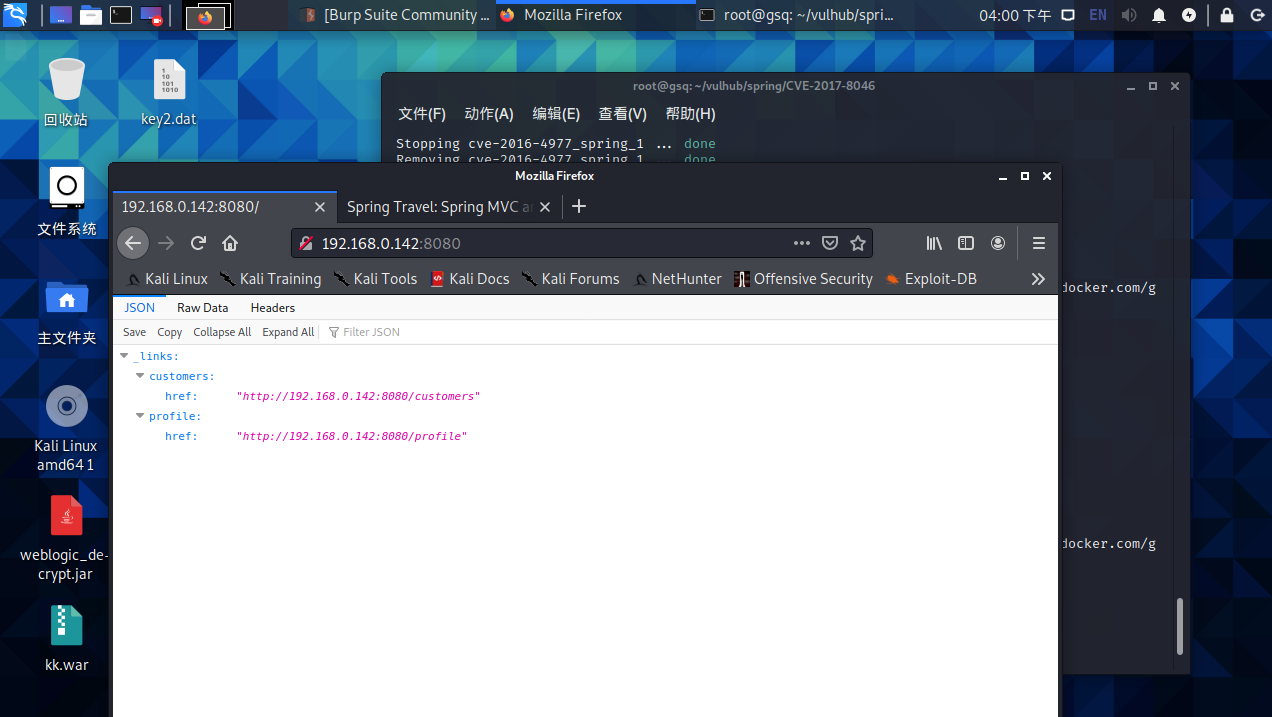 [Burp Suite Community ...
Mozilla Firefox
root@gsq: ~/vulhub/spri...
04:00 下午
EN
回收站
1
10
101
1010
key2.dat
文件系统
主文件夹
Kali Linux
amd64 1
weblogic_de-
crypt.jar
kk.war
root@gsq: ~/vulhub/spring/CVE-2017-8046
文件(F) 动作(A) 编辑(E) 查看(V) 帮助(H)
Stopping cve-2016-4977_spring_1 ... done
Removing cve-2016-4977_spring_1 ... done
docker.com/g
docker.com/g
Mozilla Firefox
192.168.0.142:8080/
Spring Travel: Spring MVC a
192.168.0.142:8080
Kali Linux Kali Training Kali Tools Kali Docs Kali Forums NetHunter Offensive Security Exploit-DB
JSON Raw Data Headers
Save Copy Collapse All Expand All Filter JSON
_links:
customers:
href: "http://192.168.0.142:8080/customers"
profile:
href: "http://192.168.0.142:8080/profile"